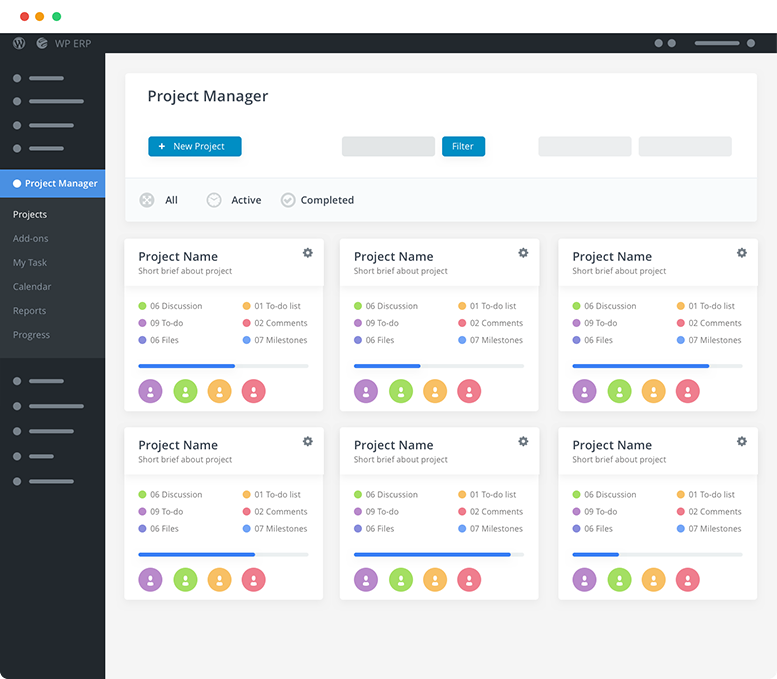 WP ERP
Project Manager
Projects
Add-ons
My Task
Calendar
Reports
Progress
Project Manager
+ New Project
Filter
All Active Completed
Project Name
Short brief about project
06 Discussion 01 To-do list
09 To-do 02 Comments
06 Files 07 Milestones
Project Name
Short brief about project
06 Discussion 01 To-do list
09 To-do 02 Comments
06 Files 07 Milestones
Project Name
Short brief about project
06 Discussion 01 To-do list
09 To-do 02 Comments
06 Files 07 Milestones
Project Name
Short brief about project
06 Discussion 01 To-do list
09 To-do 02 Comments
06 Files 07 Milestones
Project Name
Short brief about project
06 Discussion 01 To-do list
09 To-do 02 Comments
06 Files 07 Milestones
Project Name
Short brief about project
06 Discussion 01 To-do list
09 To-do 02 Comments
06 Files 07 Milestones